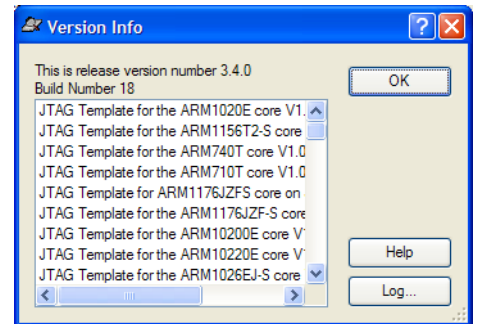 Version Info
This is release version number 3.4.0
Build Number 18
OK
JTAG Template for the ARM1020E core V1.
JTAG Template for the ARM1156T2-S core
JTAG Template for the ARM740T core V1.0
JTAG Template for the ARM710T core V1.0
JTAG Template for ARM1176JZFS core on
JTAG Template for the ARM1176JZF-S core
JTAG Template for the ARM10200E core V
JTAG Template for the ARM10220E core V
JTAG Template for the ARM1026EJ-S core
Help
Log...